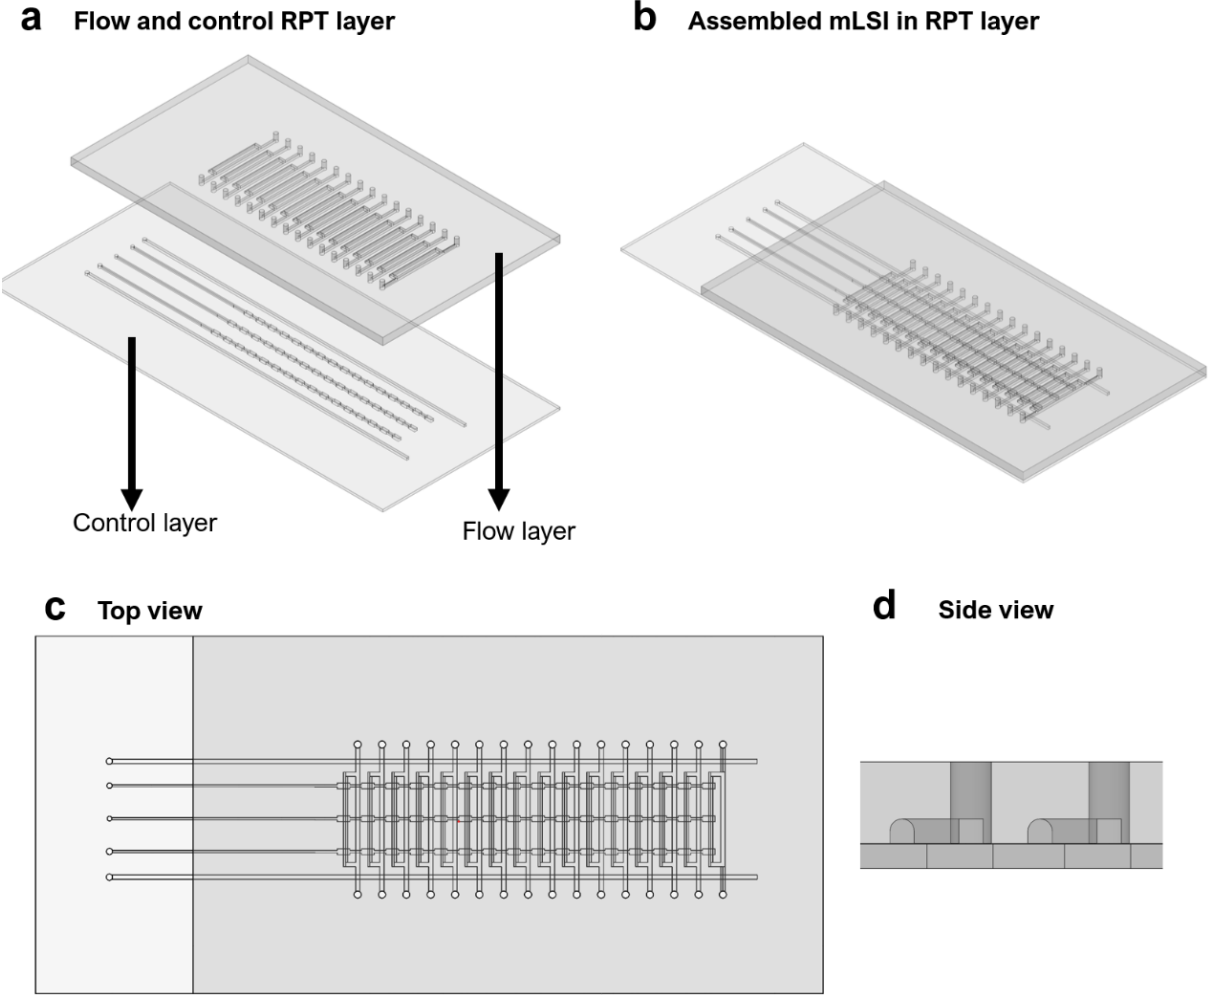 a Flow and control RPT layer
b Assembled mLSI in RPT layer
Control layer
Flow layer
c Top view
d Side view